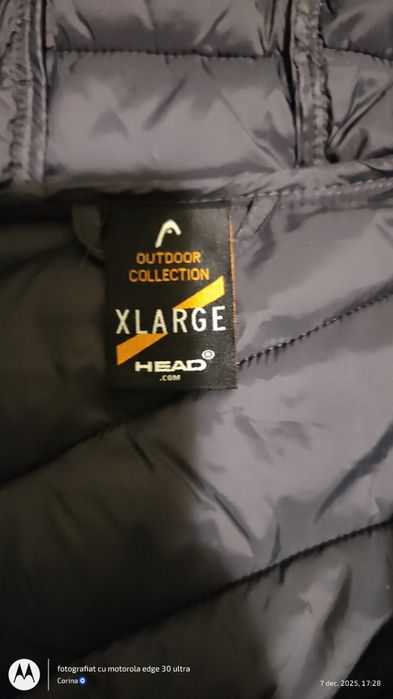 OUTDOOR
COLLECTION
XLARGE
HEAD®
.COM
fotografiat cu motorola edge 30 ultra
Corina
7 dec. 2025, 17:28